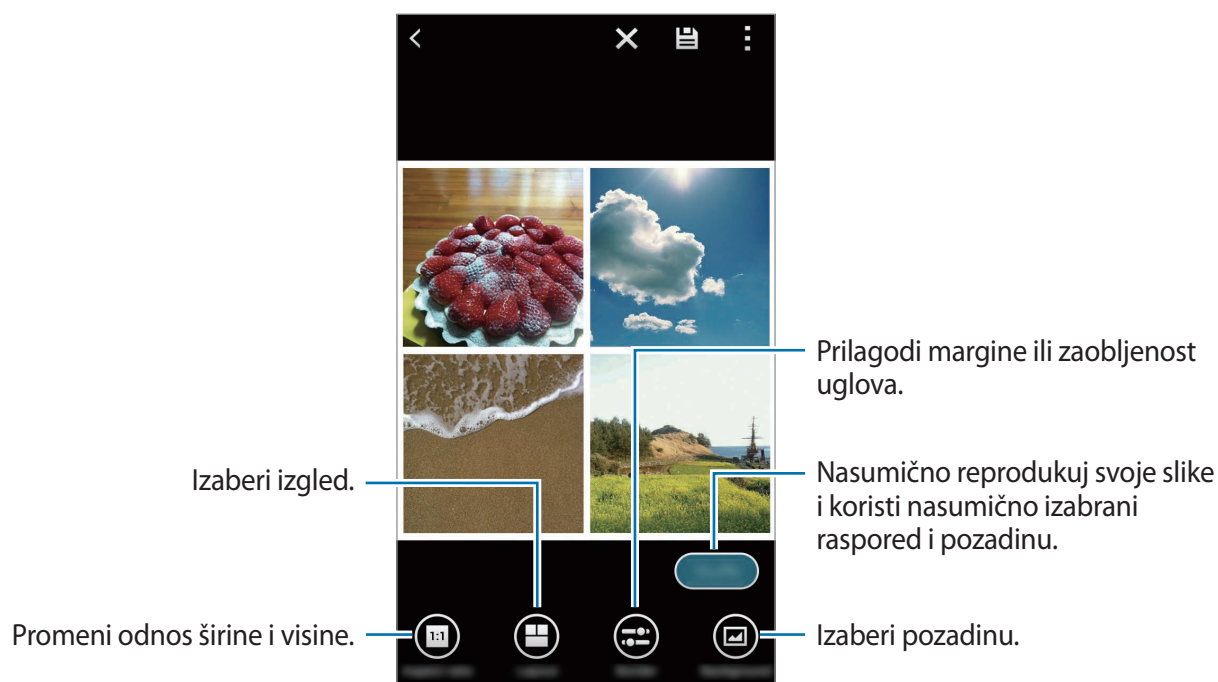 Prilagodi margine ili zaobljenost
uglova.
Izaberi izgled.
Nasumično reprodukuj svoje slike
i koristi nasumično izabrani
raspored i pozadinu.
Promeni odnos širine i visine.
1:1
Izaberi pozadinu.